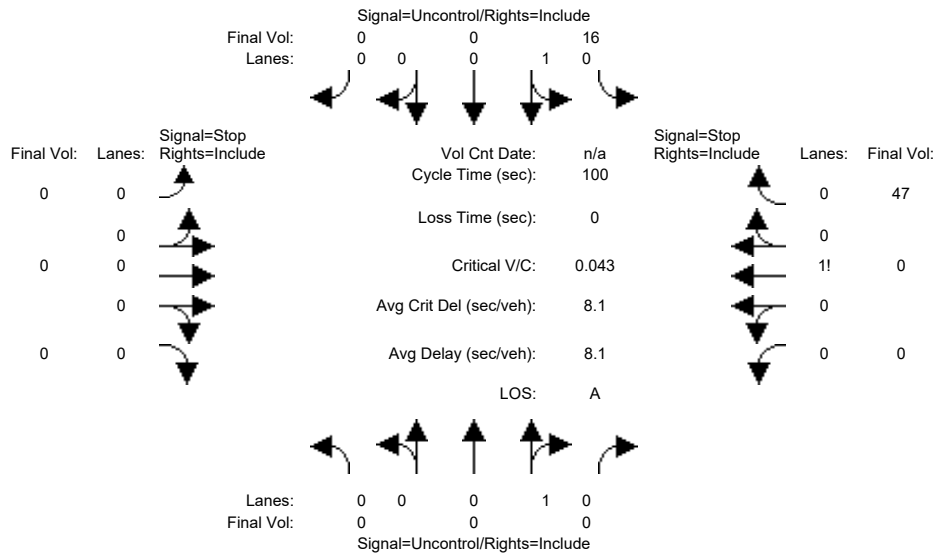 Signal=Uncontrol/Rights=Include
Final Vol: 0 0 16
Lanes: 0 0 0 1 0
Signal=Stop Signal=Stop
Final Vol: Lanes: Rights=Include Vol Cnt Date: n/a Rights=Include Lanes: Final Vol:
Cycle Time (sec): 100
0 0 0 47
Loss Time (sec): 0
0 0
0 0 Critical V/C: 0.043 1! 0
0 Avg Crit Del (sec/veh): 8.1 0
0 0 Avg Delay (sec/veh): 8.1 0 0
LOS: A
Lanes: 0 0 0 1 0
Final Vol: 0 0 0
Signal=Uncontrol/Rights=Include